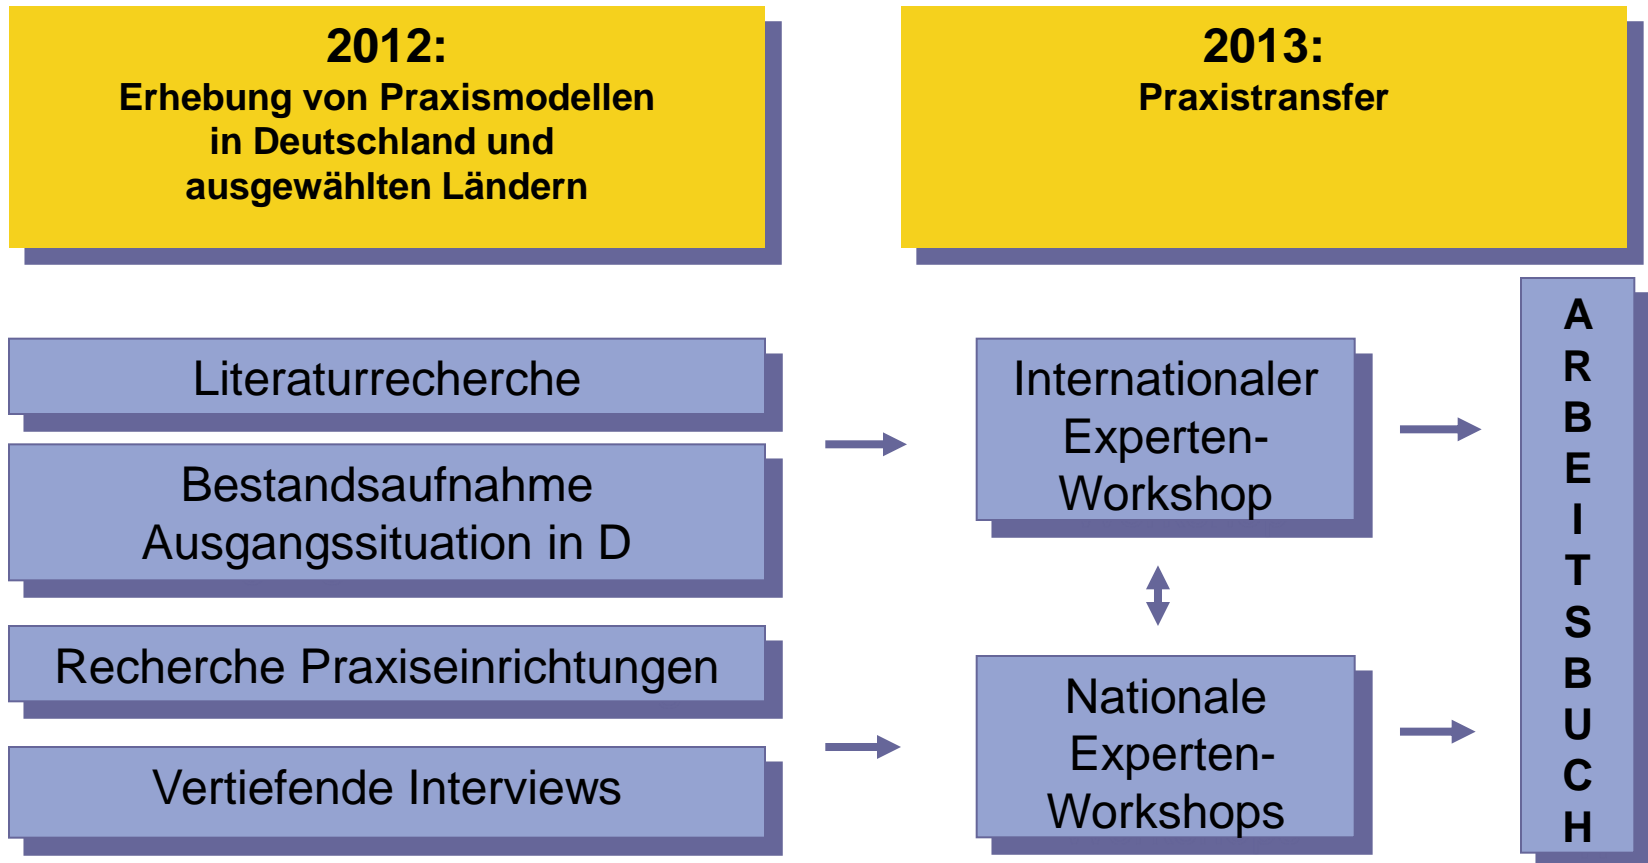 2012:
Erhebung von Praxismodellen
in Deutschland und
ausgewählten Ländern
2013:
Praxistransfer
Literaturrecherche
Bestandsaufnahme
Ausgangssituation in D
Recherche Praxiseinrichtungen
Vertiefende Interviews
Internationaler
Experten-
Workshop
Nationale
Experten-
Workshops
A
R
B
E
I
T
S
B
U
C
H